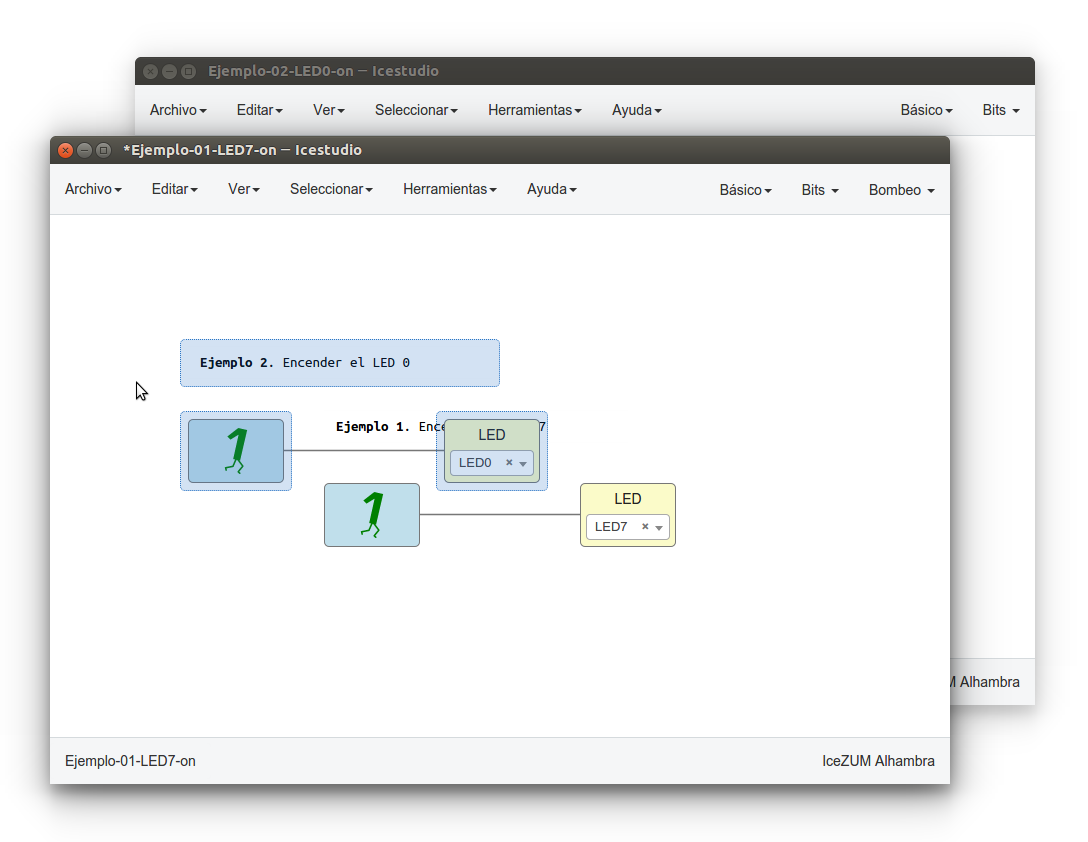 Ejemplo-02-LED0-on — Icestudio
Archivo Editar Ver Seleccionar Herramientas Ayuda Básico Bits
*Ejemplo-01-LED7-on — Icestudio
Archivo Editar Ver Seleccionar Herramientas Ayuda Básico Bits Bombeo
Ejemplo 2. Encender el LED 0
1
Ejemplo 1. Ence 7
LED
LED0
1
LED
LED7
Alhambra
Ejemplo-01-LED7-on IceZUM Alhambra